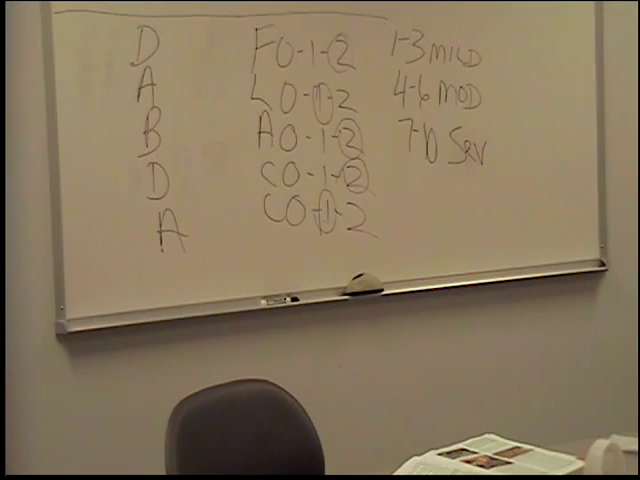 D F 0-1-2 1-3 MILD
A L 0-1-2 4-6 MOD
B A 0-1-2 7-10 Sev
D C 0-1-2
A C 0-1-2